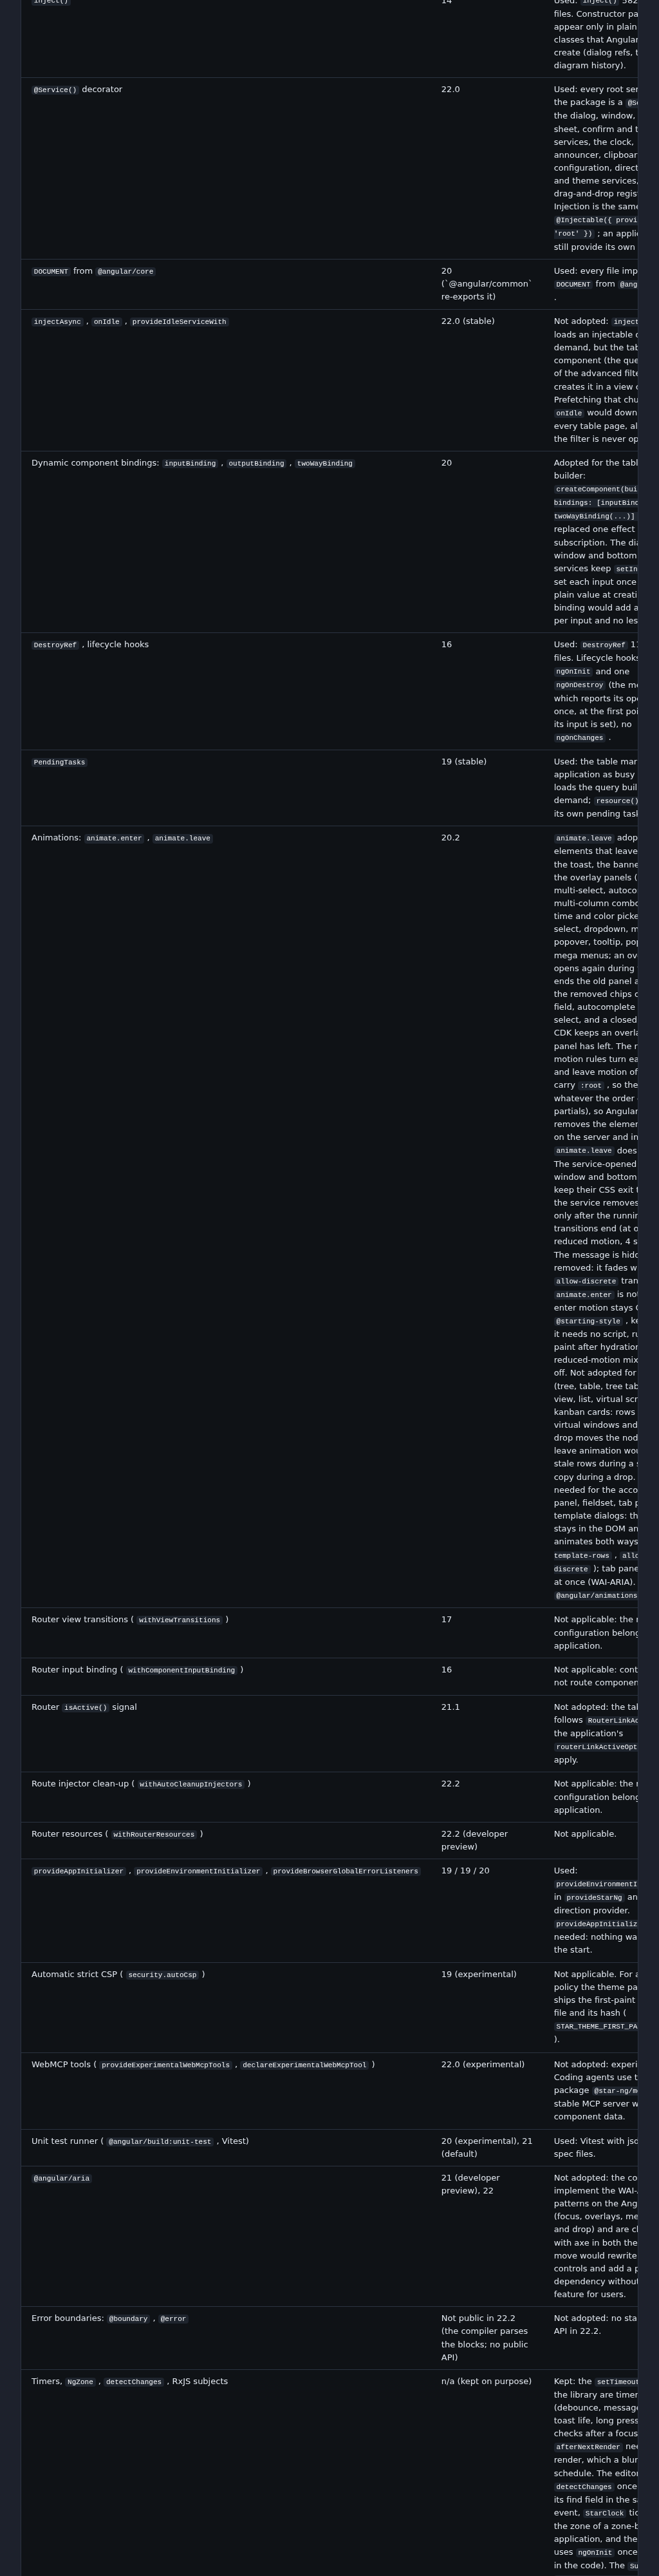 inject() 14 Used: inject() 582
files. Constructor pa
appear only in plain
classes that Angular
create (dialog refs, t
diagram history).
@Service() decorator 22.0 Used: every root ser
the package is a @Se
the dialog, window,
sheet, confirm and t
services, the clock,
announcer, clipboar
configuration, direct
and theme services,
drag-and-drop regis
Injection is the same
@Injectable({ provi
'root' }) ; an applic
still provide its own
DOCUMENT from @angular/core 20 Used: every file imp
(`@angular/common` DOCUMENT from @ang
re-exports it) .
injectAsync , onIdle , provideIdleServiceWith 22.0 (stable) Not adopted: inject
loads an injectable o
demand, but the tab
component (the que
of the advanced filte
creates it in a view c
Prefetching that chu
onIdle would down
every table page, al
the filter is never op
Dynamic component bindings: inputBinding , outputBinding , twoWayBinding 20 Adopted for the tabl
builder:
createComponent(bui
bindings: [inputBind
twoWayBinding(...)]
replaced one effect
subscription. The dia
window and bottom
services keep setIn
set each input once
plain value at creati
binding would add a
per input and no les
DestroyRef , lifecycle hooks 16 Used: DestroyRef 11
files. Lifecycle hooks
ngOnInit and one
ngOnDestroy (the me
which reports its ope
once, at the first poi
its input is set), no
ngOnChanges .
PendingTasks 19 (stable) Used: the table mar
application as busy
loads the query buil
demand; resource()
its own pending task
Animations: animate.enter , animate.leave 20.2 animate.leave adop
elements that leave
the toast, the banne
the overlay panels (
multi-select, autoco
multi-column combo
time and color picke
select, dropdown, m
popover, tooltip, pop
mega menus; an ov
opens again during
ends the old panel a
the removed chips o
field, autocomplete
select, and a closed
CDK keeps an overla
panel has left. The r
motion rules turn ea
and leave motion of
carry :root , so the
whatever the order
partials), so Angular
removes the elemen
on the server and in
animate.leave does
The service-opened
window and bottom
keep their CSS exit t
the service removes
only after the runnin
transitions end (at o
reduced motion, 4 s
The message is hidd
removed: it fades w
allow-discrete tran
animate.enter is no
enter motion stays C
@starting-style , ke
it needs no script, ru
paint after hydration
reduced-motion mix
off. Not adopted for
(tree, table, tree tab
view, list, virtual scr
kanban cards: rows
virtual windows and
drop moves the nod
leave animation wou
stale rows during a s
copy during a drop.
needed for the acco
panel, fieldset, tab p
template dialogs: th
stays in the DOM an
animates both ways
template-rows , allo
discrete ); tab pane
at once (WAI-ARIA).
@angular/animations
Router view transitions ( withViewTransitions ) 17 Not applicable: the r
configuration belong
application.
Router input binding ( withComponentInputBinding ) 16 Not applicable: cont
not route componen
Router isActive() signal 21.1 Not adopted: the tab
follows RouterLinkAc
the application's
routerLinkActiveOpt
apply.
Route injector clean-up ( withAutoCleanupInjectors ) 22.2 Not applicable: the r
configuration belong
application.
Router resources ( withRouterResources ) 22.2 (developer Not applicable.
preview)
provideAppInitializer , provideEnvironmentInitializer , provideBrowserGlobalErrorListeners 19 / 19 / 20 Used:
provideEnvironmentI
in provideStarNg an
direction provider.
provideAppInitializ
needed: nothing wa
the start.
Automatic strict CSP ( security.autoCsp ) 19 (experimental) Not applicable. For a
policy the theme pa
ships the first-paint
file and its hash (
STAR_THEME_FIRST_PA
).
WebMCP tools ( provideExperimentalWebMcpTools , declareExperimentalWebMcpTool ) 22.0 (experimental) Not adopted: experi
Coding agents use t
package @star-ng/m
stable MCP server w
component data.
Unit test runner ( @angular/build:unit-test , Vitest) 20 (experimental), 21 Used: Vitest with jsd
(default) spec files.
@angular/aria 21 (developer Not adopted: the co
preview), 22 implement the WAI-A
patterns on the Ang
(focus, overlays, me
and drop) and are cl
with axe in both the
move would rewrite
controls and add a p
dependency without
feature for users.
Error boundaries: @boundary , @error Not public in 22.2 Not adopted: no sta
(the compiler parses API in 22.2.
the blocks; no public
API)
Timers, NgZone , detectChanges , RxJS subjects n/a (kept on purpose) Kept: the setTimeout
the library are timer
(debounce, message
toast life, long press
checks after a focus
afterNextRender nee
render, which a blur
schedule. The editor
detectChanges once
its find field in the sa
event, StarClock tic
the zone of a zone-b
application, and the
uses ngOnInit once
in the code). The Su